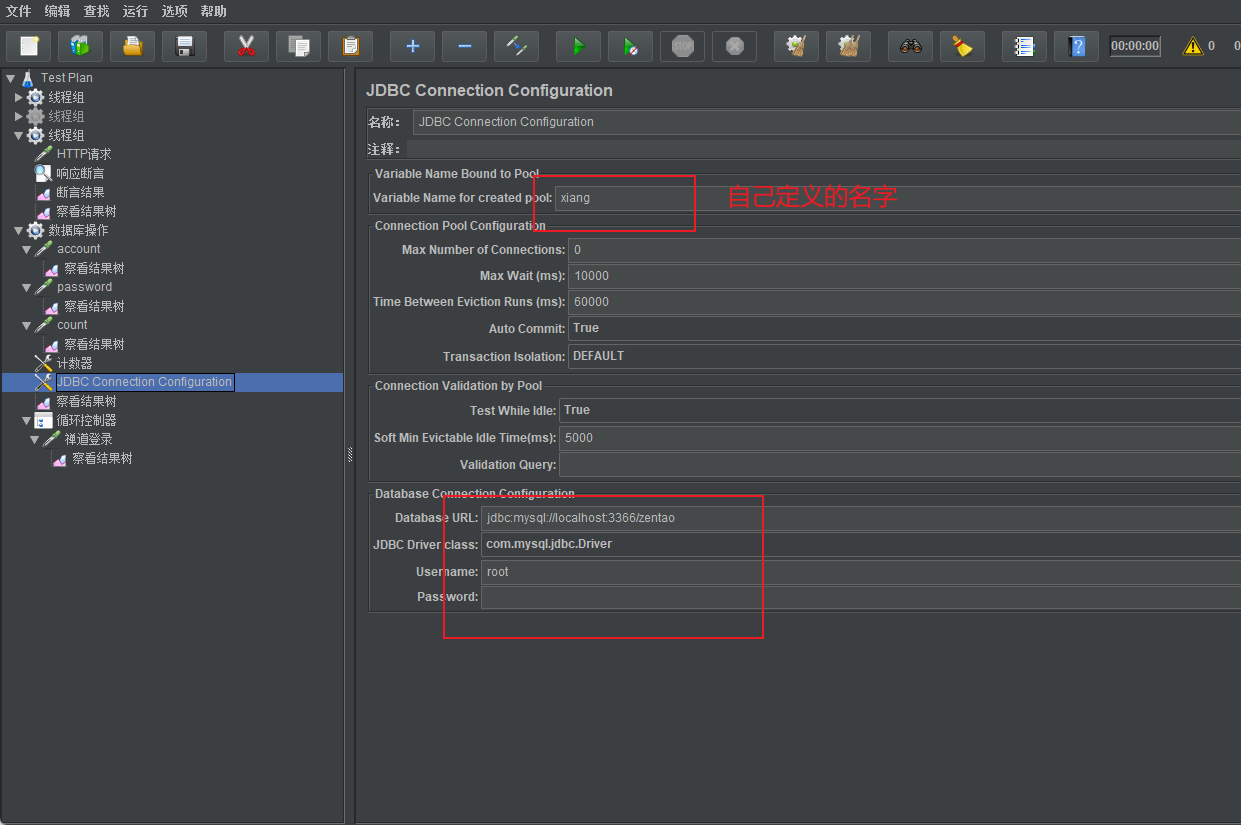 文件 编辑 查找 运行 选项 帮助
STOP 00:00:00 0 0
Test Plan
线程组
线程组
线程组
HTTP请求
响应断言
断言结果
察看结果树
数据库操作
account
察看结果树
password
察看结果树
count
察看结果树
计数器
JDBC Connection Configuration
察看结果树
循环控制器
禅道登录
察看结果树
JDBC Connection Configuration
名称： JDBC Connection Configuration
注释：
Variable Name Bound to Pool
Variable Name for created pool: xiang 自己定义的名字
Connection Pool Configuration
Max Number of Connections: 0
Max Wait (ms): 10000
Time Between Eviction Runs (ms): 60000
Auto Commit: True
Transaction Isolation: DEFAULT
Connection Validation by Pool
Test While Idle: True
Soft Min Evictable Idle Time(ms): 5000
Validation Query:
Database Connection Configuration
Database URL: jdbc:mysql://localhost:3366/zentao
JDBC Driver class: com.mysql.jdbc.Driver
Username: root
Password: